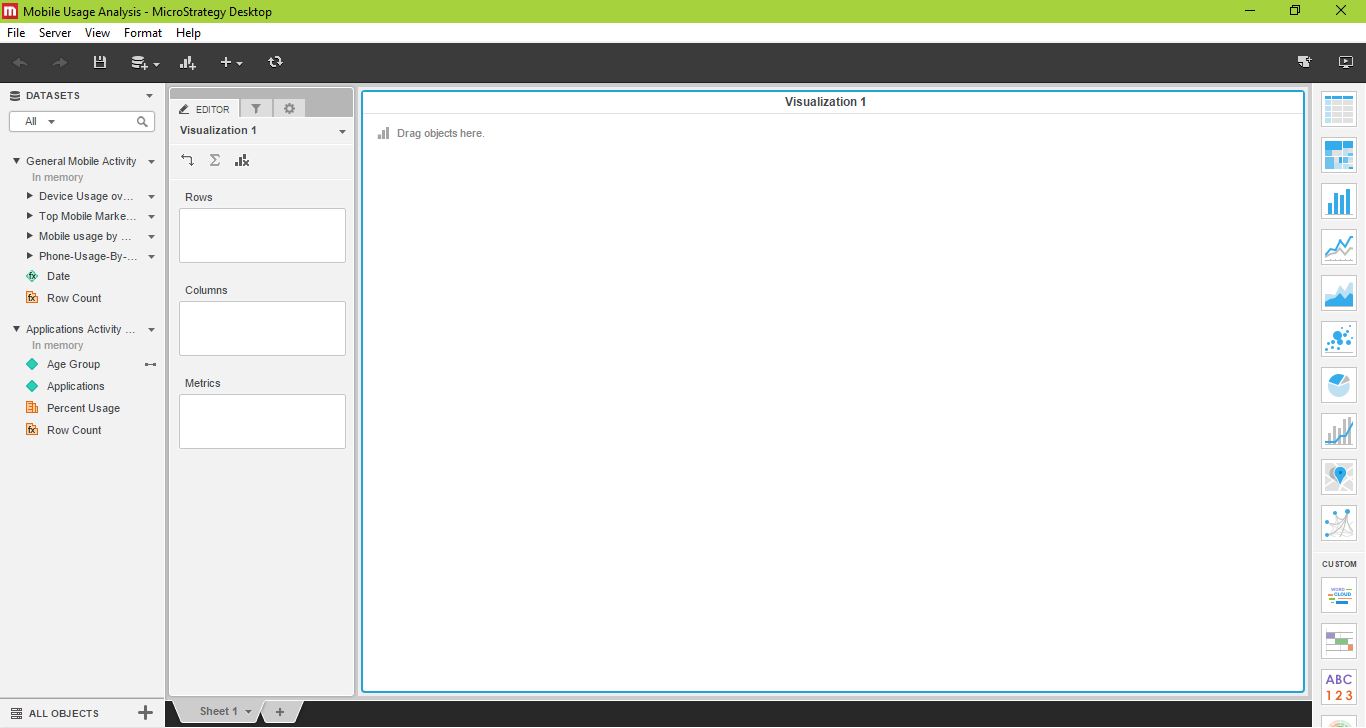 Mobile Usage Analysis - MicroStrategy Desktop
File Server View Format Help
DATASETS
All
General Mobile Activity
In memory
Device Usage ov...
Top Mobile Marke...
Mobile usage by ...
Phone-Usage-By-...
fx Date
fx Row Count
Applications Activity ...
In memory
Age Group
Applications
Percent Usage
fx Row Count
ALL OBJECTS
EDITOR
Visualization 1
Rows
Columns
Metrics
Visualization 1
Drag objects here.
Sheet 1
CUSTOM
WORD
CLOUD
ABC
123